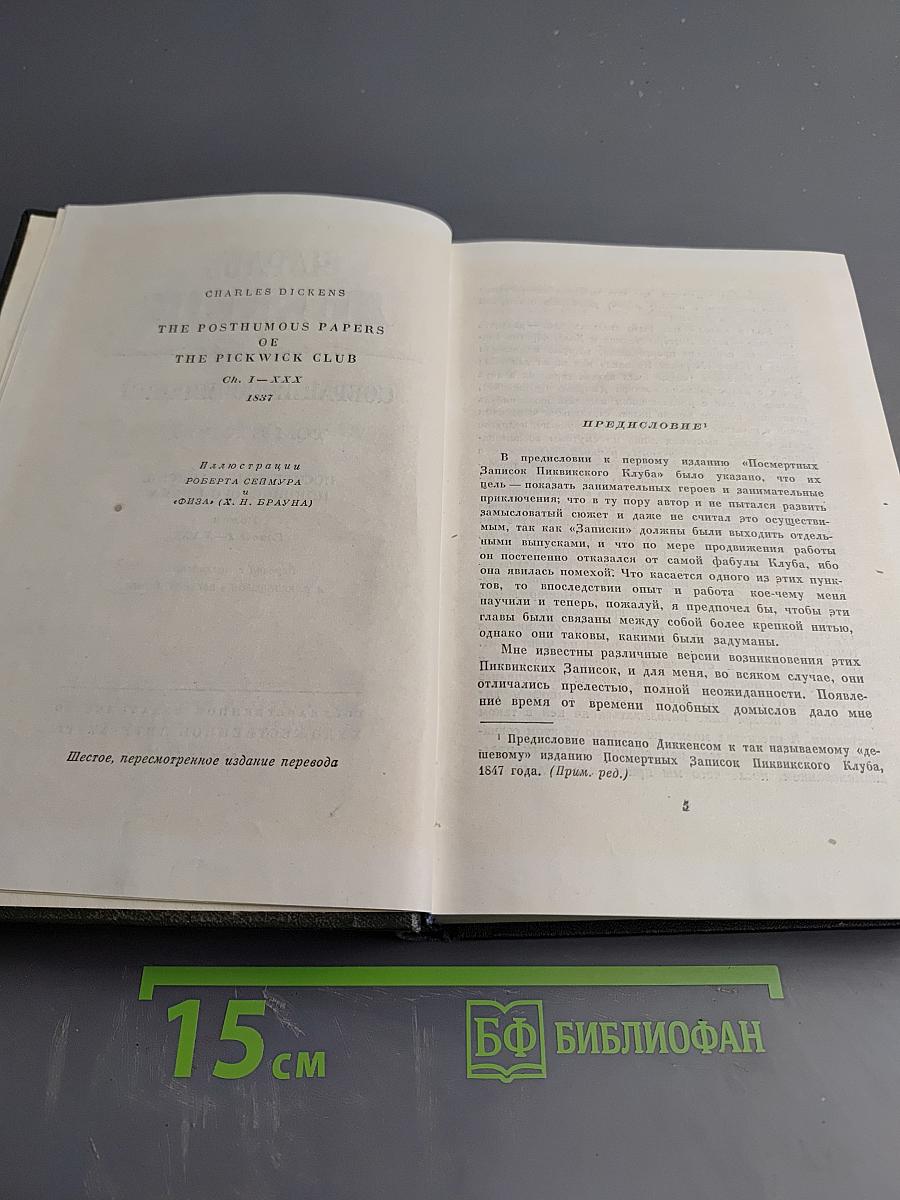 CHARLES DICKENS
THE POSTHUMOUS PAPERS
OE
THE PICKWICK CLUB
Ch. I—XXX
1837
Иллюстрации
РОБЕРТА СЕЙМУРА
и
«ФИЗА» (Х. Н. БРАУНА)
Шестое, пересмотренное издание перевода
ПРЕДИСЛОВИЕ¹
В предисловии к первому изданию «Посмертных
Записок Пиквикского Клуба» было указано, что их
цель — показать занимательных героев и занимательные
приключения; что в ту пору автор и не пытался развить
замысловатый сюжет и даже не считал это осуществи-
мым, так как «Записки» должны были выходить отдель-
ными выпусками, и что по мере продвижения работы
он постепенно отказался от самой фабулы Клуба, ибо
она явилась помехой. Что касается одного из этих пунк-
тов, то впоследствии опыт и работа кое-чему меня
научили и теперь, пожалуй, я предпочел бы, чтобы эти
главы были связаны между собой более крепкой нитью,
однако они таковы, какими были задуманы.
Мне известны различные версии возникновения этих
Пиквикских Записок, и для меня, во всяком случае, они
отличались прелестью, полной неожиданности. Появле-
ние время от времени подобных домыслов дало мне
¹ Предисловие написано Диккенсом к так называемому «де-
шевому» изданию Посмертных Записок Пиквикского Клуба,
1847 года. (Прим. ред.)
5
15 см
БФ БИБЛИОФАН